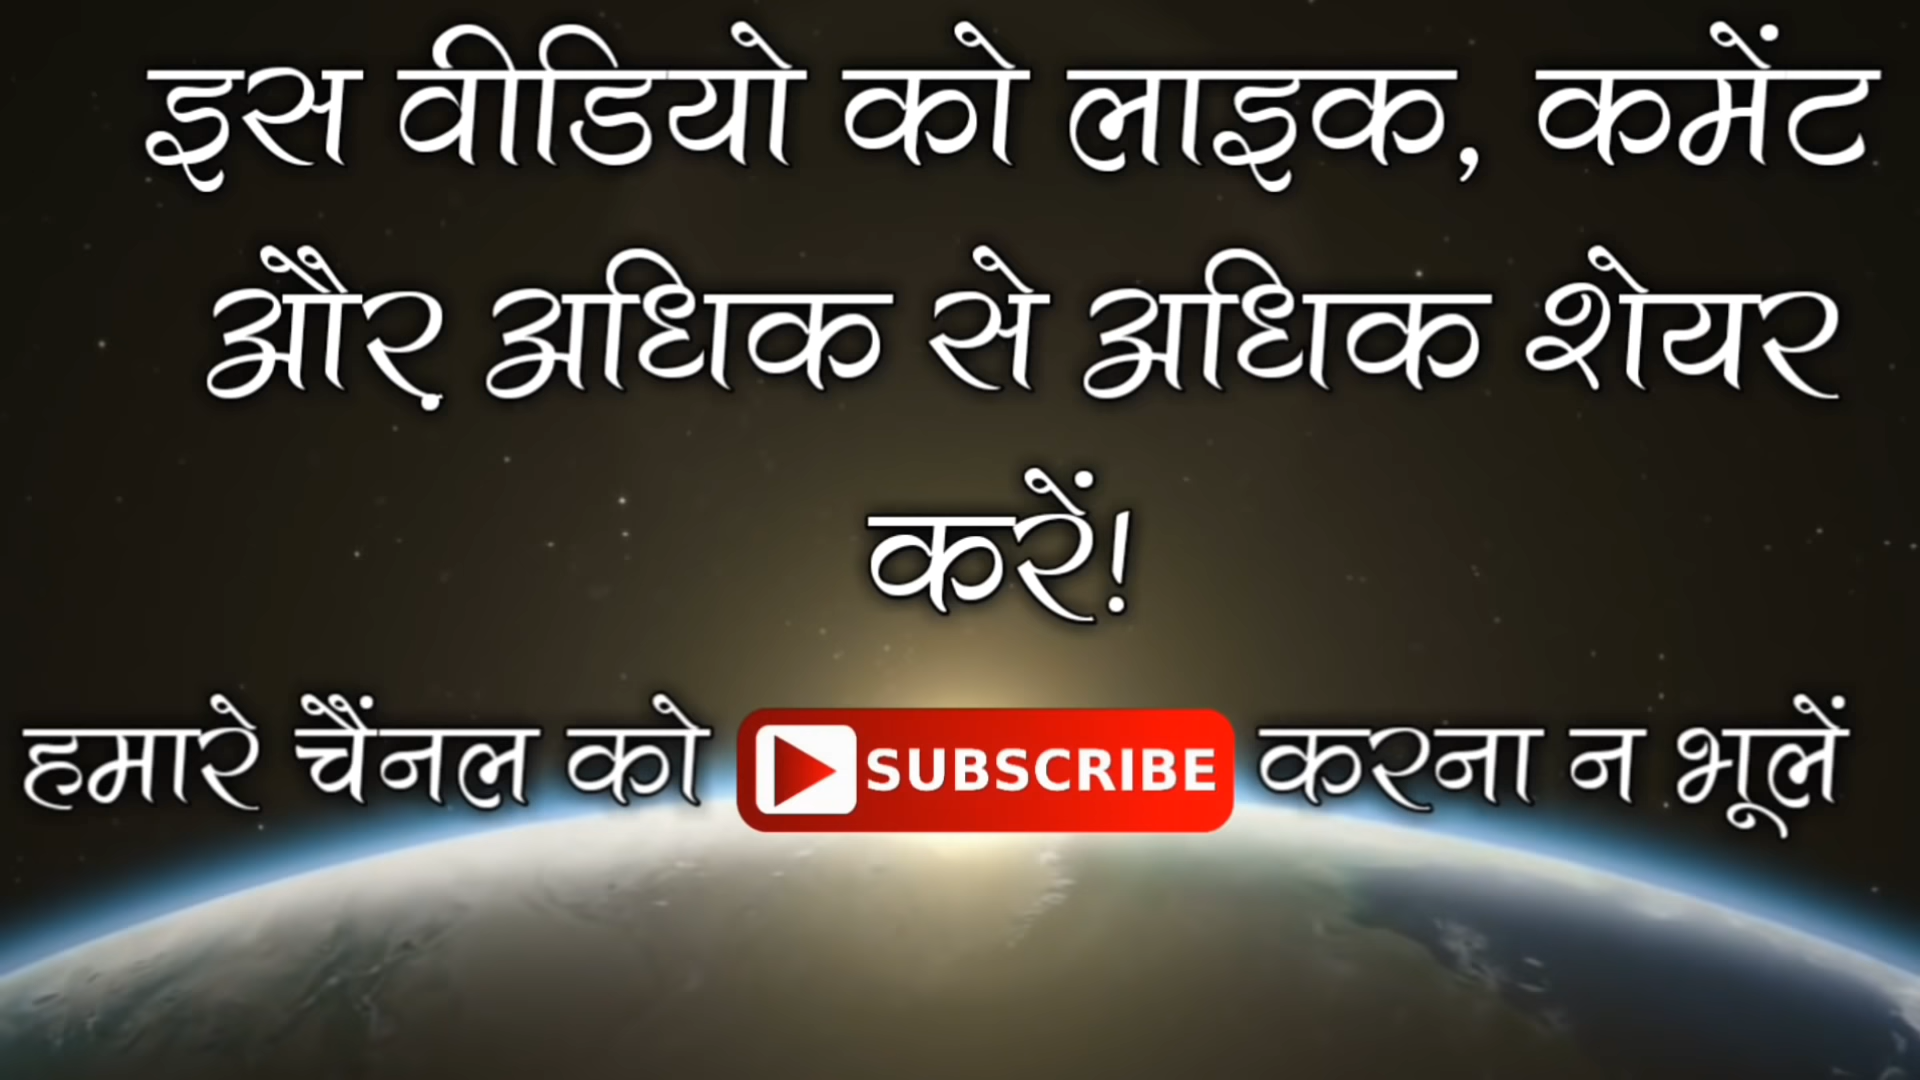 इस वीडियो को लाइक, कमेंट
और अधिक से अधिक शेयर
करें!
हमारे चैंनल को SUBSCRIBE करना न भूलें